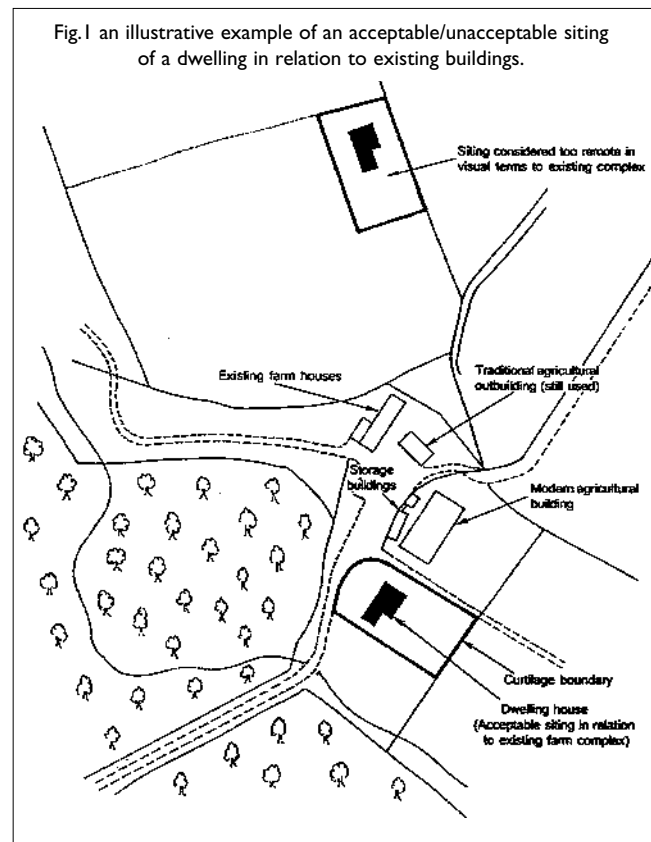 Fig.1 an illustrative example of an acceptable/unacceptable siting
of a dwelling in relation to existing buildings.
Siting considered too remote in
visual terms to existing complex
Existing farm houses
Traditional agricultural
outbuilding (still used)
Storage
buildings
Modern agricultural
building
Curtilage boundary
Dwelling house
(Acceptable siting in relation
to existing farm complex)